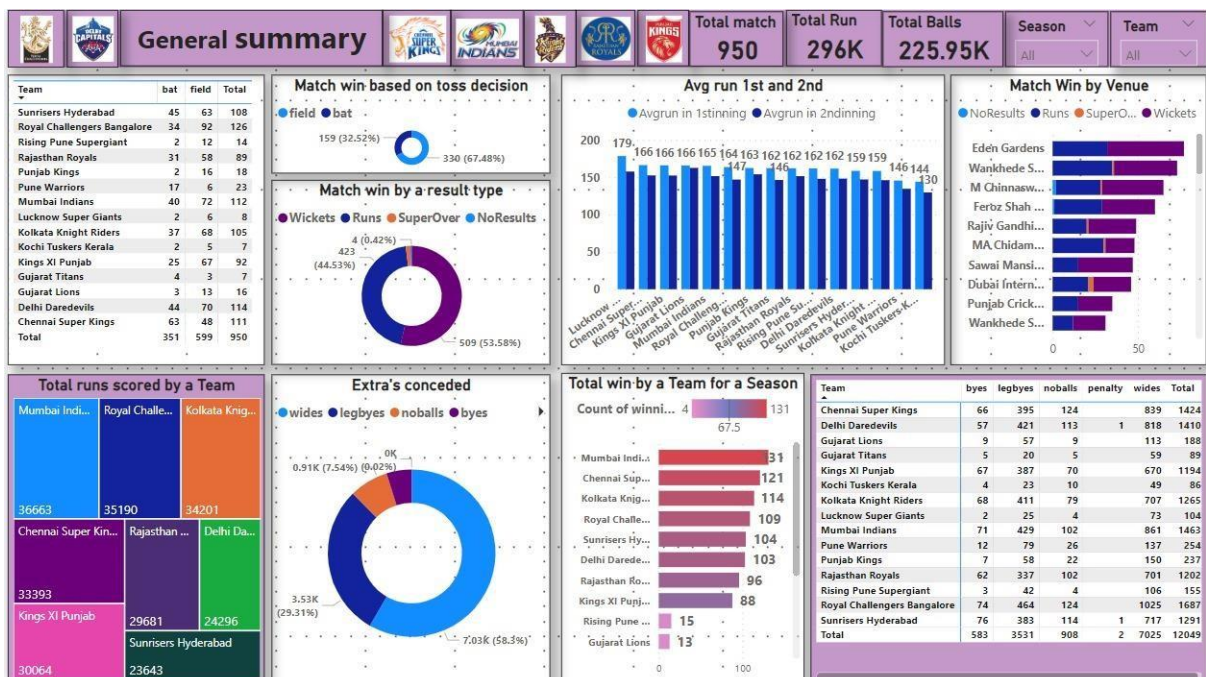 General summary
DELHI
CAPITALS
CHENNAI
SUPER
KINGS
MUMBAI
INDIANS
KINGS
Total match
950
Total Run
296K
Total Balls
225.95K
Season
All
Team
All
Team bat field Total
Sunrisers Hyderabad 45 63 108
Royal Challengers Bangalore 34 92 126
Rising Pune Supergiant 2 12 14
Rajasthan Royals 31 58 89
Punjab Kings 2 16 18
Pune Warriors 17 6 23
Mumbai Indians 40 72 112
Lucknow Super Giants 2 6 8
Kolkata Knight Riders 37 68 105
Kochi Tuskers Kerala 2 5 7
Kings XI Punjab 25 67 92
Gujarat Titans 4 3 7
Gujarat Lions 3 13 16
Delhi Daredevils 44 70 114
Chennai Super Kings 63 48 111
Total 351 599 950
Match win based on toss decision
field bat
159 (32.52%)
330 (67.48%)
Match win by a result type
Wickets Runs SuperOver NoResults
4 (0.42%)
423
(44.53%)
509 (53.58%)
Avg run 1st and 2nd
Avgrun in 1stinning Avgrun in 2ndinning
200
150
100
50
0
179 166 166 166 165 164 163 162 162 162 162 159 159 146 144
147 146 130
Lucknow...
Chennai Super...
Kings XI Punjab
Gujarat Lions
Mumbai Indians
Royal Challeng...
Punjab Kings
Gujarat Titans
Rajasthan Royals
Rising Pune Su...
Delhi Daredevils
Sunrisers Hyder...
Kolkata Knight ...
Pune Warriors
Kochi Tuskers K...
Match Win by Venue
NoResults Runs SuperO... Wickets
Eden Gardens
Wankhede S...
M Chinnasw...
Feroz Shah ...
Rajiv Gandhi...
MA Chidam...
Sawai Mansi...
Dubai Intern...
Punjab Crick...
Wankhede S...
0 50
Total runs scored by a Team
Mumbai Indi...
36663
Royal Challe...
35190
Kolkata Knig...
34201
Chennai Super Kin...
33393
Rajasthan ...
29681
Delhi Da...
24296
Kings XI Punjab
30064
Sunrisers Hyderabad
23643
Extra's conceded
wides legbyes noballs byes
0K
0.91K (7.54%) (0.02%)
3.53K
(29.31%)
7.03K (58.3%)
Total win by a Team for a Season
Count of winni... 4 131
67.5
Mumbai Indi... 131
Chennai Sup... 121
Kolkata Knig... 114
Royal Challe... 109
Sunrisers Hy... 104
Delhi Darede... 103
Rajasthan Ro... 96
Kings XI Punj... 88
Rising Pune ... 15
Gujarat Lions 13
0 100
Team byes legbyes noballs penalty wides Total
Chennai Super Kings 66 395 124 839 1424
Delhi Daredevils 57 421 113 1 818 1410
Gujarat Lions 9 57 9 113 188
Gujarat Titans 5 20 5 59 89
Kings XI Punjab 67 387 70 670 1194
Kochi Tuskers Kerala 4 23 10 49 86
Kolkata Knight Riders 68 411 79 707 1265
Lucknow Super Giants 2 25 4 73 104
Mumbai Indians 71 429 102 861 1463
Pune Warriors 12 79 26 137 254
Punjab Kings 7 58 22 150 237
Rajasthan Royals 62 337 102 701 1202
Rising Pune Supergiant 3 42 4 106 155
Royal Challengers Bangalore 74 464 124 1025 1687
Sunrisers Hyderabad 76 383 114 1 717 1291
Total 583 3531 908 2 7025 12049